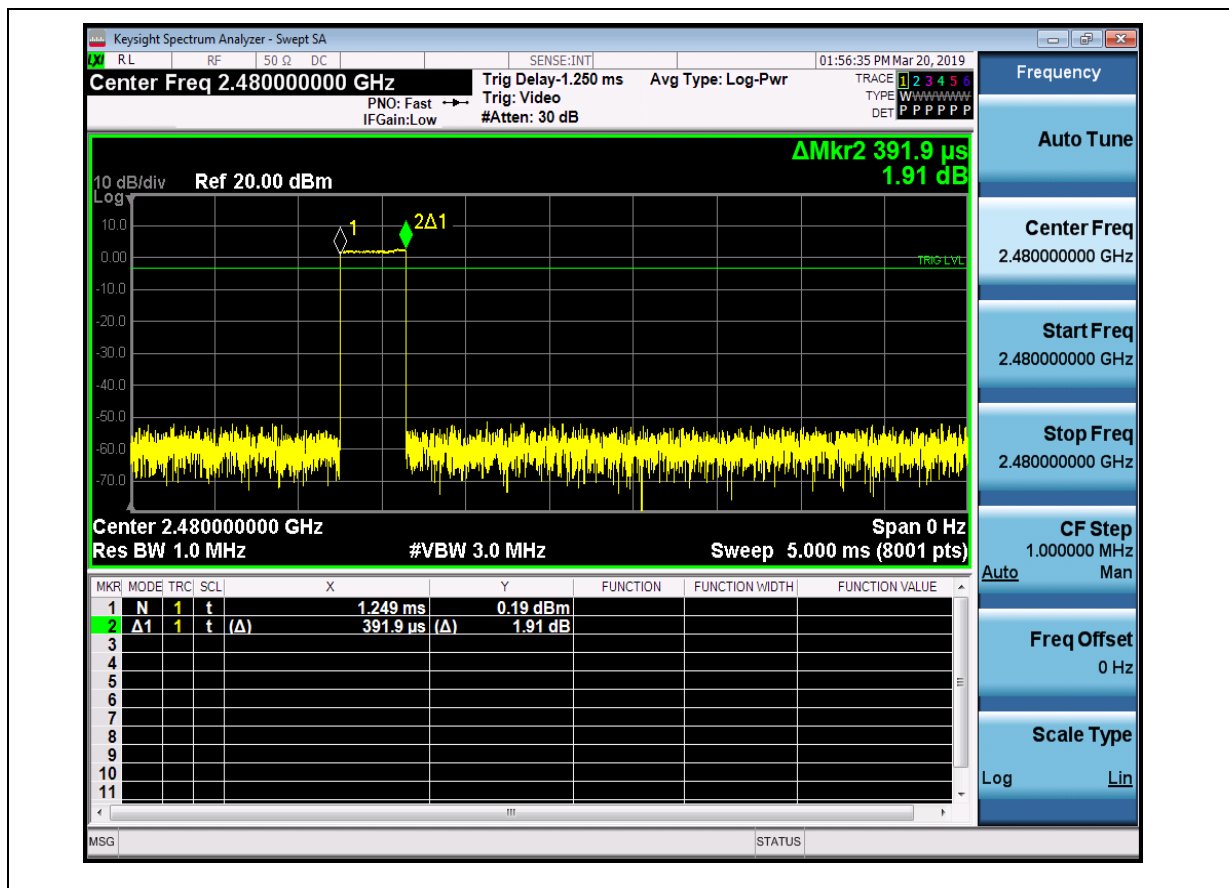 Keysight Spectrum Analyzer - Swept SA
LXI RL RF 50 Ω DC SENSE:INT 01:56:35 PM Mar 20, 2019
Center Freq 2.480000000 GHz
PNO: Fast
IFGain:Low
Trig Delay-1.250 ms
Trig: Video
#Atten: 30 dB
Avg Type: Log-Pwr
TRACE 1 2 3 4 5 6
TYPE WWWWWW
DET P P P P P P
ΔMkr2 391.9 µs
1.91 dB
10 dB/div Ref 20.00 dBm
Log
10.0
0.00
-10.0
-20.0
-30.0
-40.0
-50.0
-60.0
-70.0
1
2Δ1
TRIG LVL
Center 2.480000000 GHz Span 0 Hz
Res BW 1.0 MHz #VBW 3.0 MHz Sweep 5.000 ms (8001 pts)
MKR MODE TRC SCL X Y FUNCTION FUNCTION WIDTH FUNCTION VALUE
1 N 1 t 1.249 ms 0.19 dBm
2 Δ1 1 t (Δ) 391.9 µs (Δ) 1.91 dB
3
4
5
6
7
8
9
10
11
MSG STATUS
Frequency
Auto Tune
Center Freq
2.480000000 GHz
Start Freq
2.480000000 GHz
Stop Freq
2.480000000 GHz
CF Step
1.000000 MHz
Auto Man
Freq Offset
0 Hz
Scale Type
Log Lin